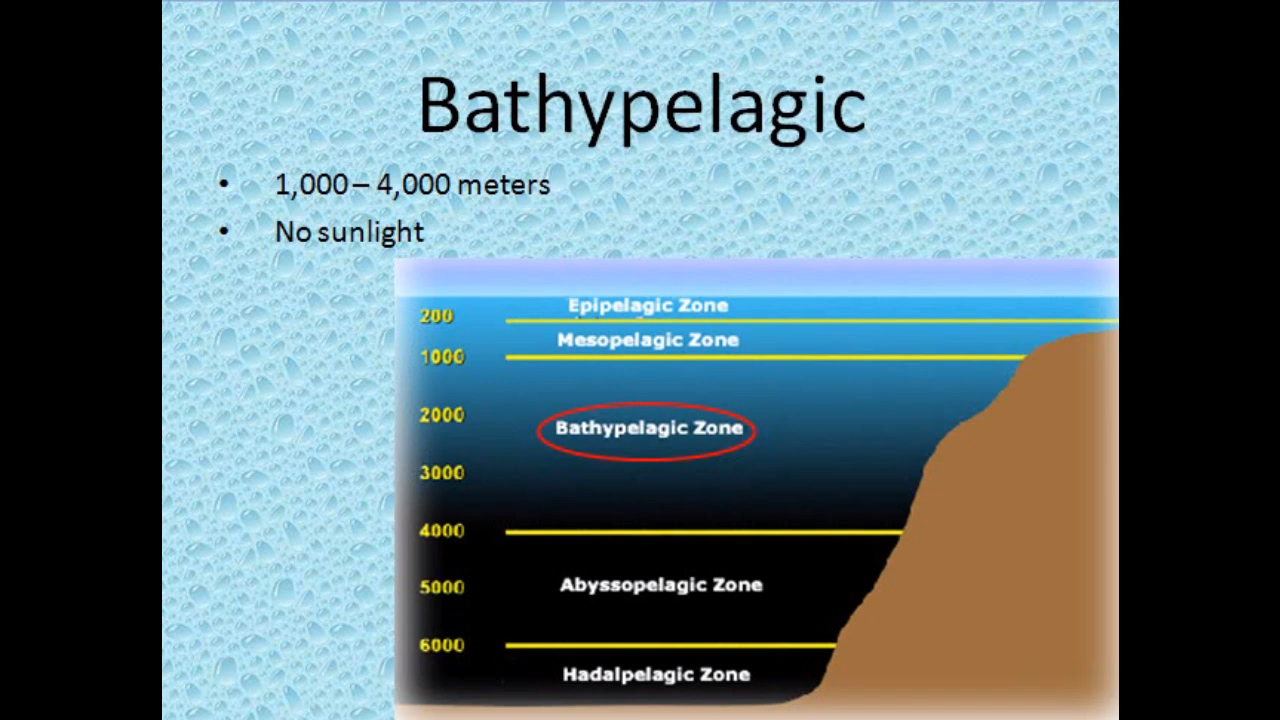 Bathypelagic
• 1,000 – 4,000 meters
• No sunlight
Epipelagic Zone
200
Mesopelagic Zone
1000
2000
Bathypelagic Zone
3000
4000
Abyssopelagic Zone
5000
6000
Hadalpelagic Zone